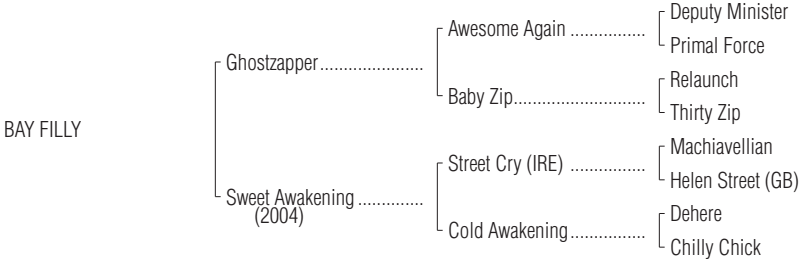 Deputy Minister
Awesome Again ................
Primal Force
Ghostzapper......................
Relaunch
Baby Zip............................
Thirty Zip
BAY FILLY
Machiavellian
Street Cry (IRE) ................
Helen Street (GB)
Sweet Awakening ..............
(2004)
Dehere
Cold Awakening................
Chilly Chick